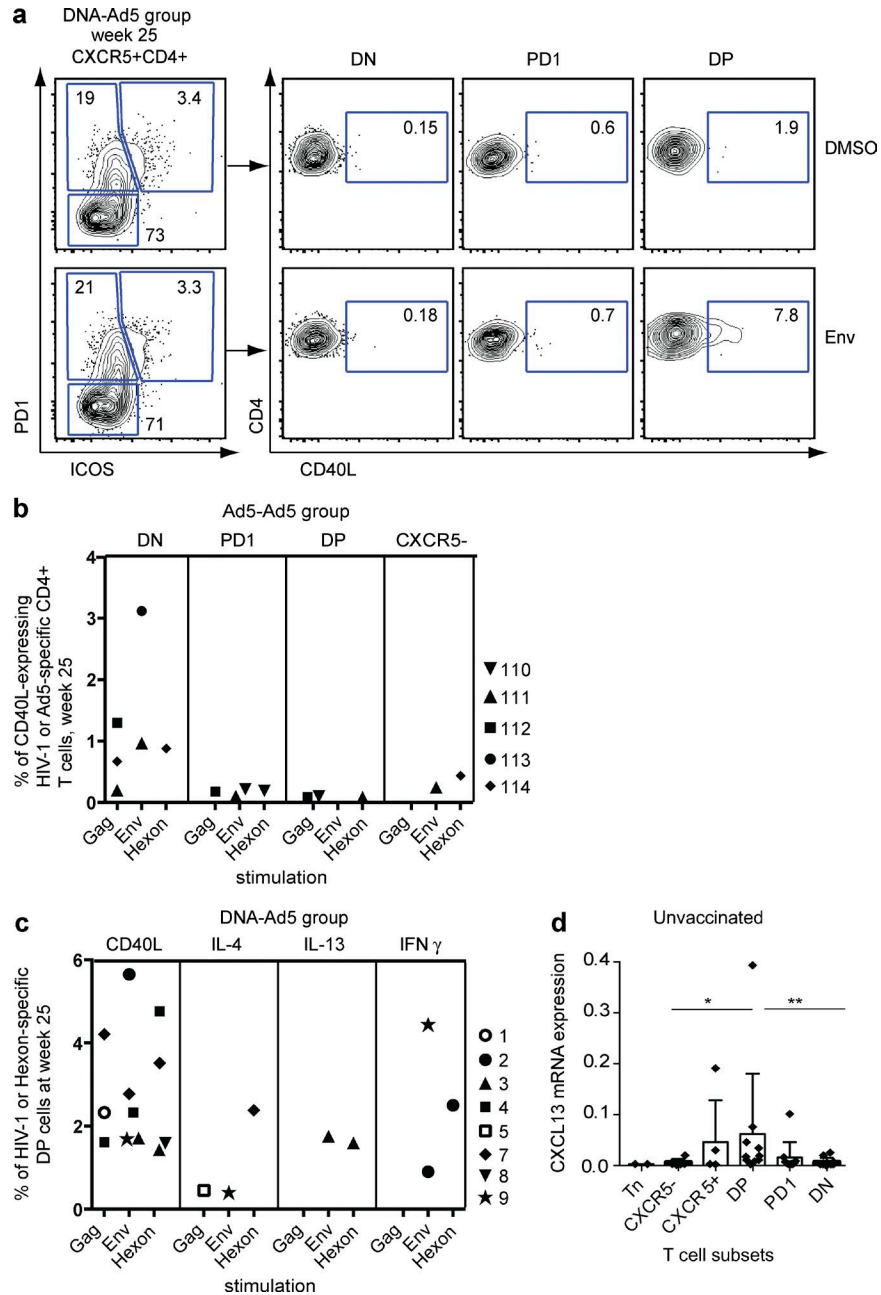 a
DNA-Ad5 group
week 25
CXCR5+CD4+
DN
PD1
DP
19
3.4
73
0.15
0.6
1.9
DMSO
21
3.3
71
0.18
0.7
7.8
Env
PD1
ICOS
CD4
CD40L
b
Ad5-Ad5 group
DN
PD1
DP
CXCR5-
% of CD40L-expressing
HIV-1 or Ad5-specific CD4+
T cells, week 25
4
3
2
1
0
Gag
Env
Hexon
Gag
Env
Hexon
Gag
Env
Hexon
Gag
Env
Hexon
stimulation
110
111
112
113
114
c
DNA-Ad5 group
CD40L
IL-4
IL-13
IFN γ
% of HIV-1 or Hexon-specific
DP cells at week 25
6
4
2
0
Gag
Env
Hexon
Gag
Env
Hexon
Gag
Env
Hexon
Gag
Env
Hexon
stimulation
1
2
3
4
5
7
8
9
d
Unvaccinated
CXCL13 mRNA expression
0.4
0.3
0.2
0.1
0.0
*
**
Tn
CXCR5-
CXCR5+
DP
PD1
DN
T cell subsets